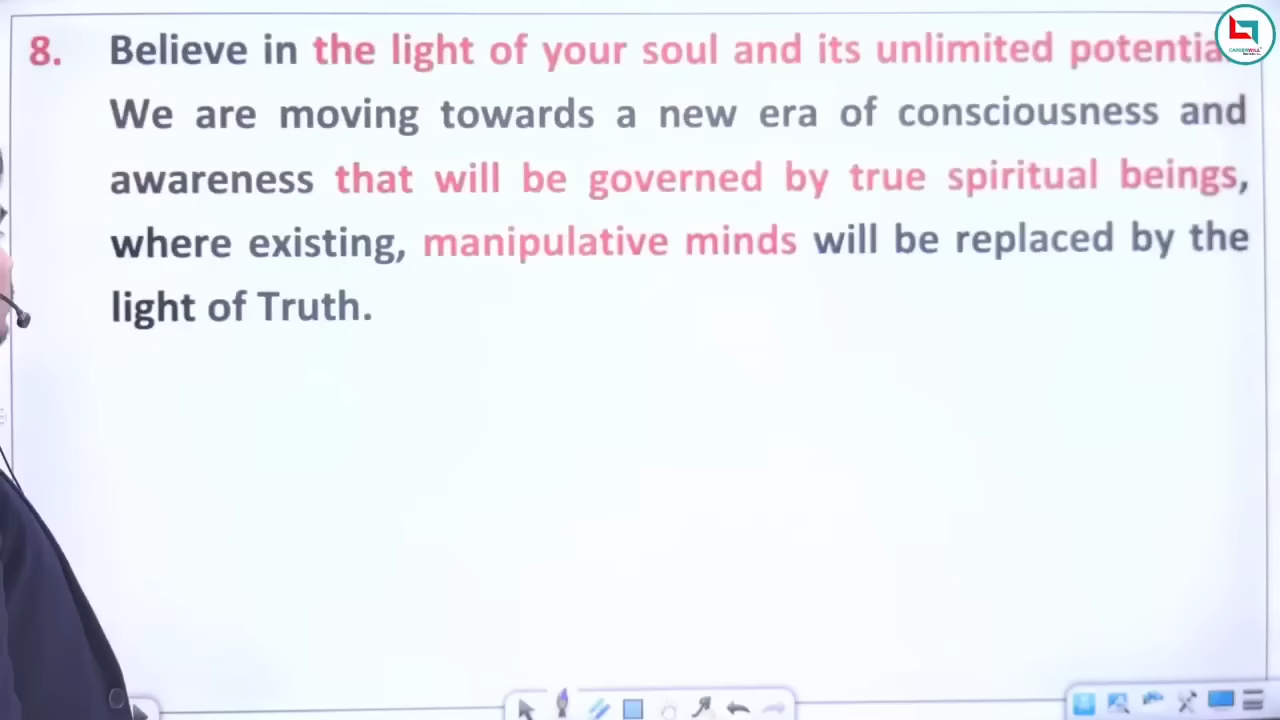 8. Believe in the light of your soul and its unlimited
We are moving towards a new era of consciousness and
awareness that will be governed by true spiritual beings,
where existing, manipulative minds will be replaced by the
light of Truth.